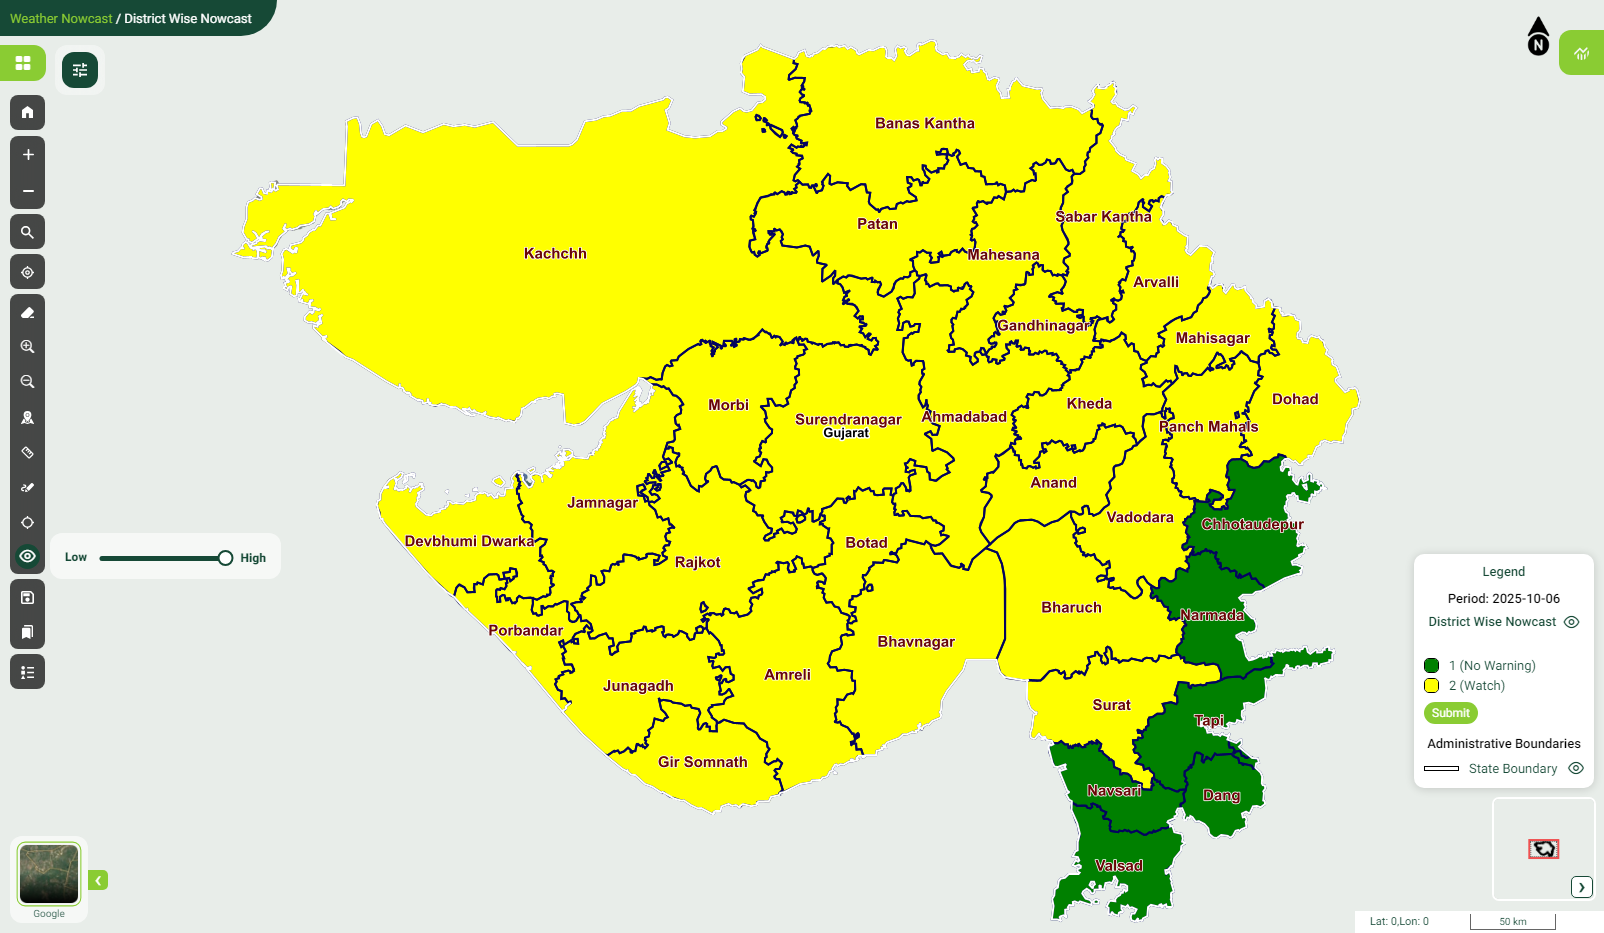 Weather Nowcast / District Wise Nowcast
N
Banas Kantha
Patan
Sabar Kantha
Kachchh
Mahesana
Arvalli
Gandhinagar
Mahisagar
Morbi
Surendranagar
Gujarat
Ahmadabad
Kheda
Dohad
Panch Mahals
Anand
Jamnagar
Vadodara
Chhotaudepur
Devbhumi Dwarka
Botad
Rajkot
Bharuch
Narmada
Porbandar
Bhavnagar
Amreli
Junagadh
Surat
Tapi
Gir Somnath
Navsari
Dang
Valsad
Low
High
Legend
Period: 2025-10-06
District Wise Nowcast
1 (No Warning)
2 (Watch)
Submit
Administrative Boundaries
State Boundary
Google
Lat: 0,Lon: 0
50 km